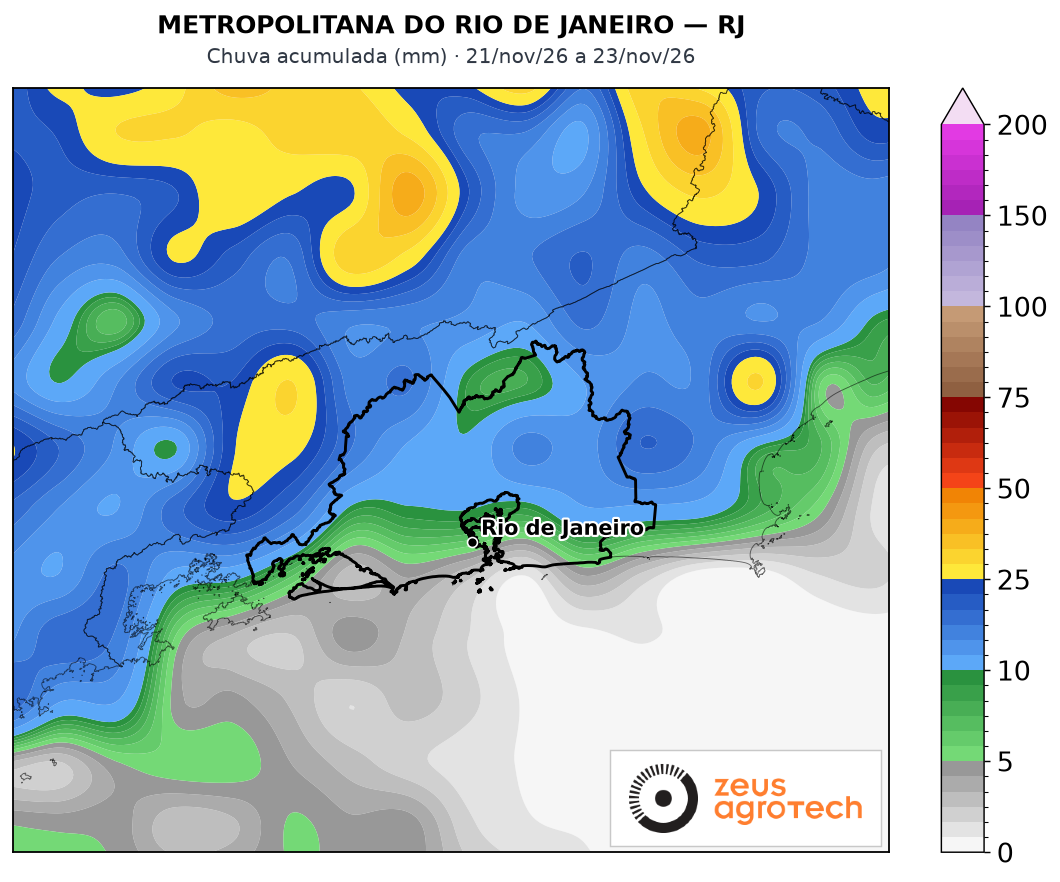 METROPOLITANA DO RIO DE JANEIRO — RJ
Chuva acumulada (mm) · 21/nov/26 a 23/nov/26
200
150
100
75
50
25
10
5
0
Rio de Janeiro
zeus
agrotech